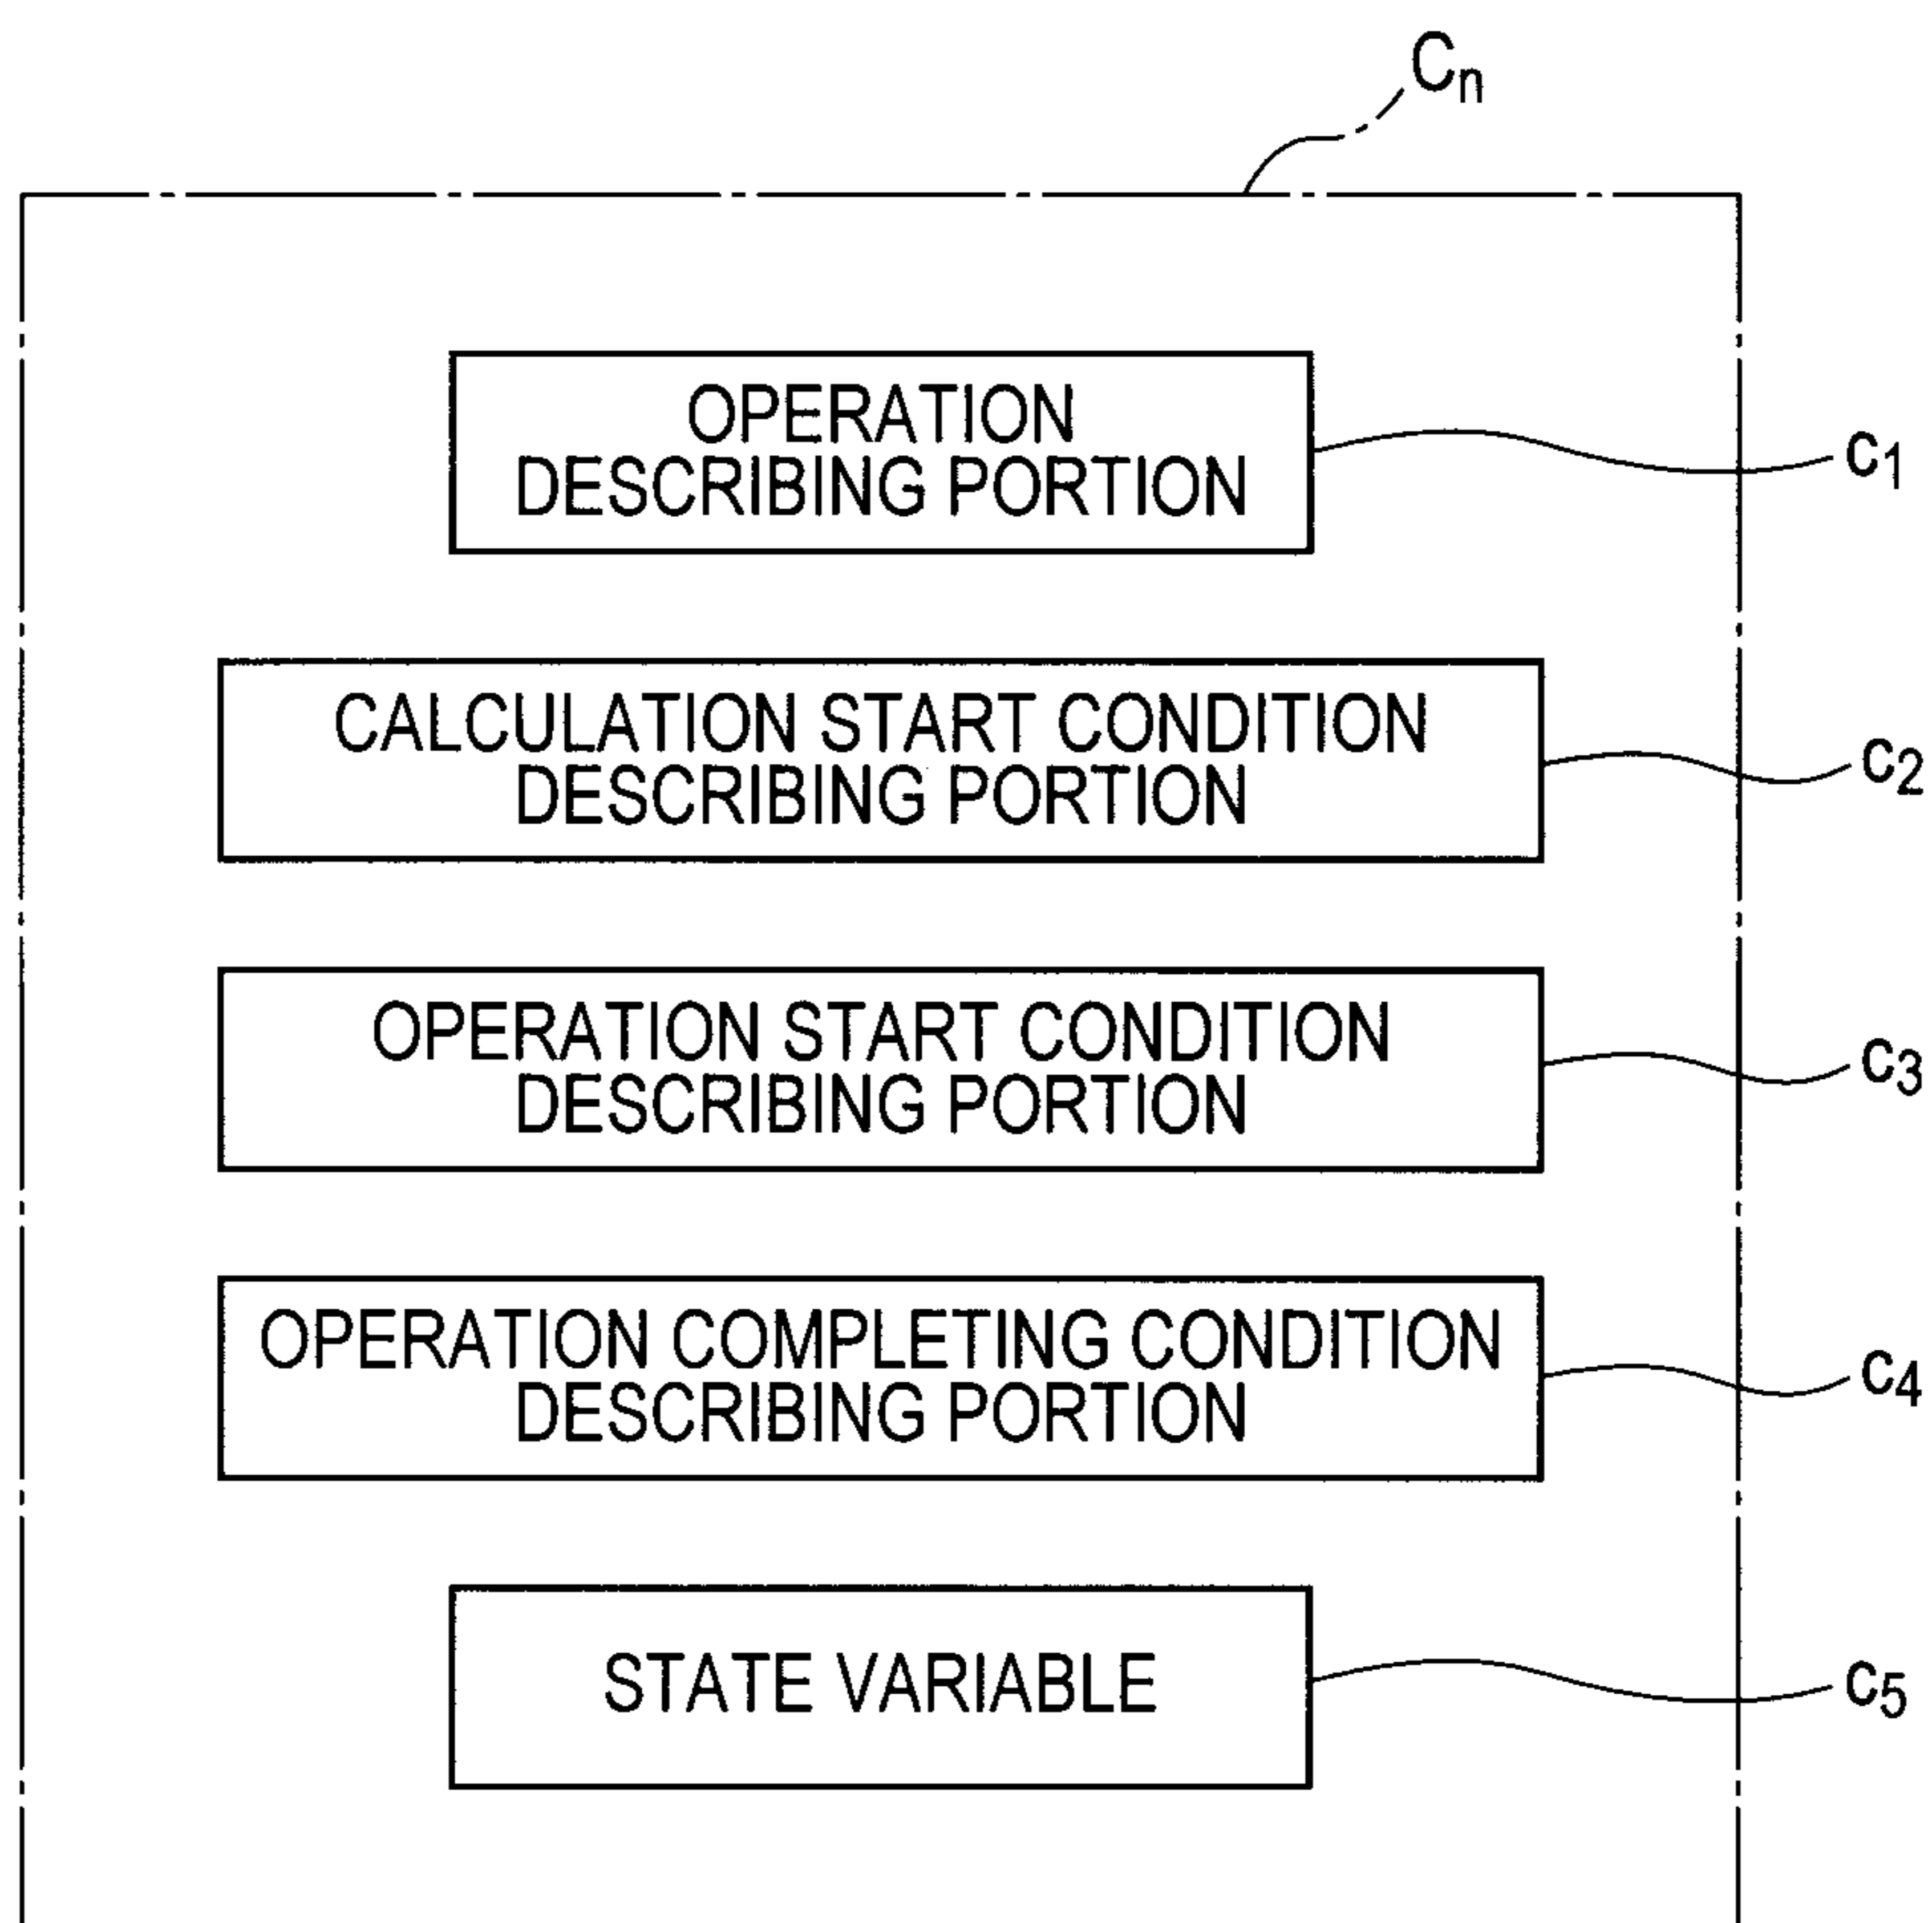 Cn
OPERATION
DESCRIBING PORTION
c1
CALCULATION START CONDITION
DESCRIBING PORTION
c2
OPERATION START CONDITION
DESCRIBING PORTION
c3
OPERATION COMPLETING CONDITION
DESCRIBING PORTION
c4
STATE VARIABLE
c5